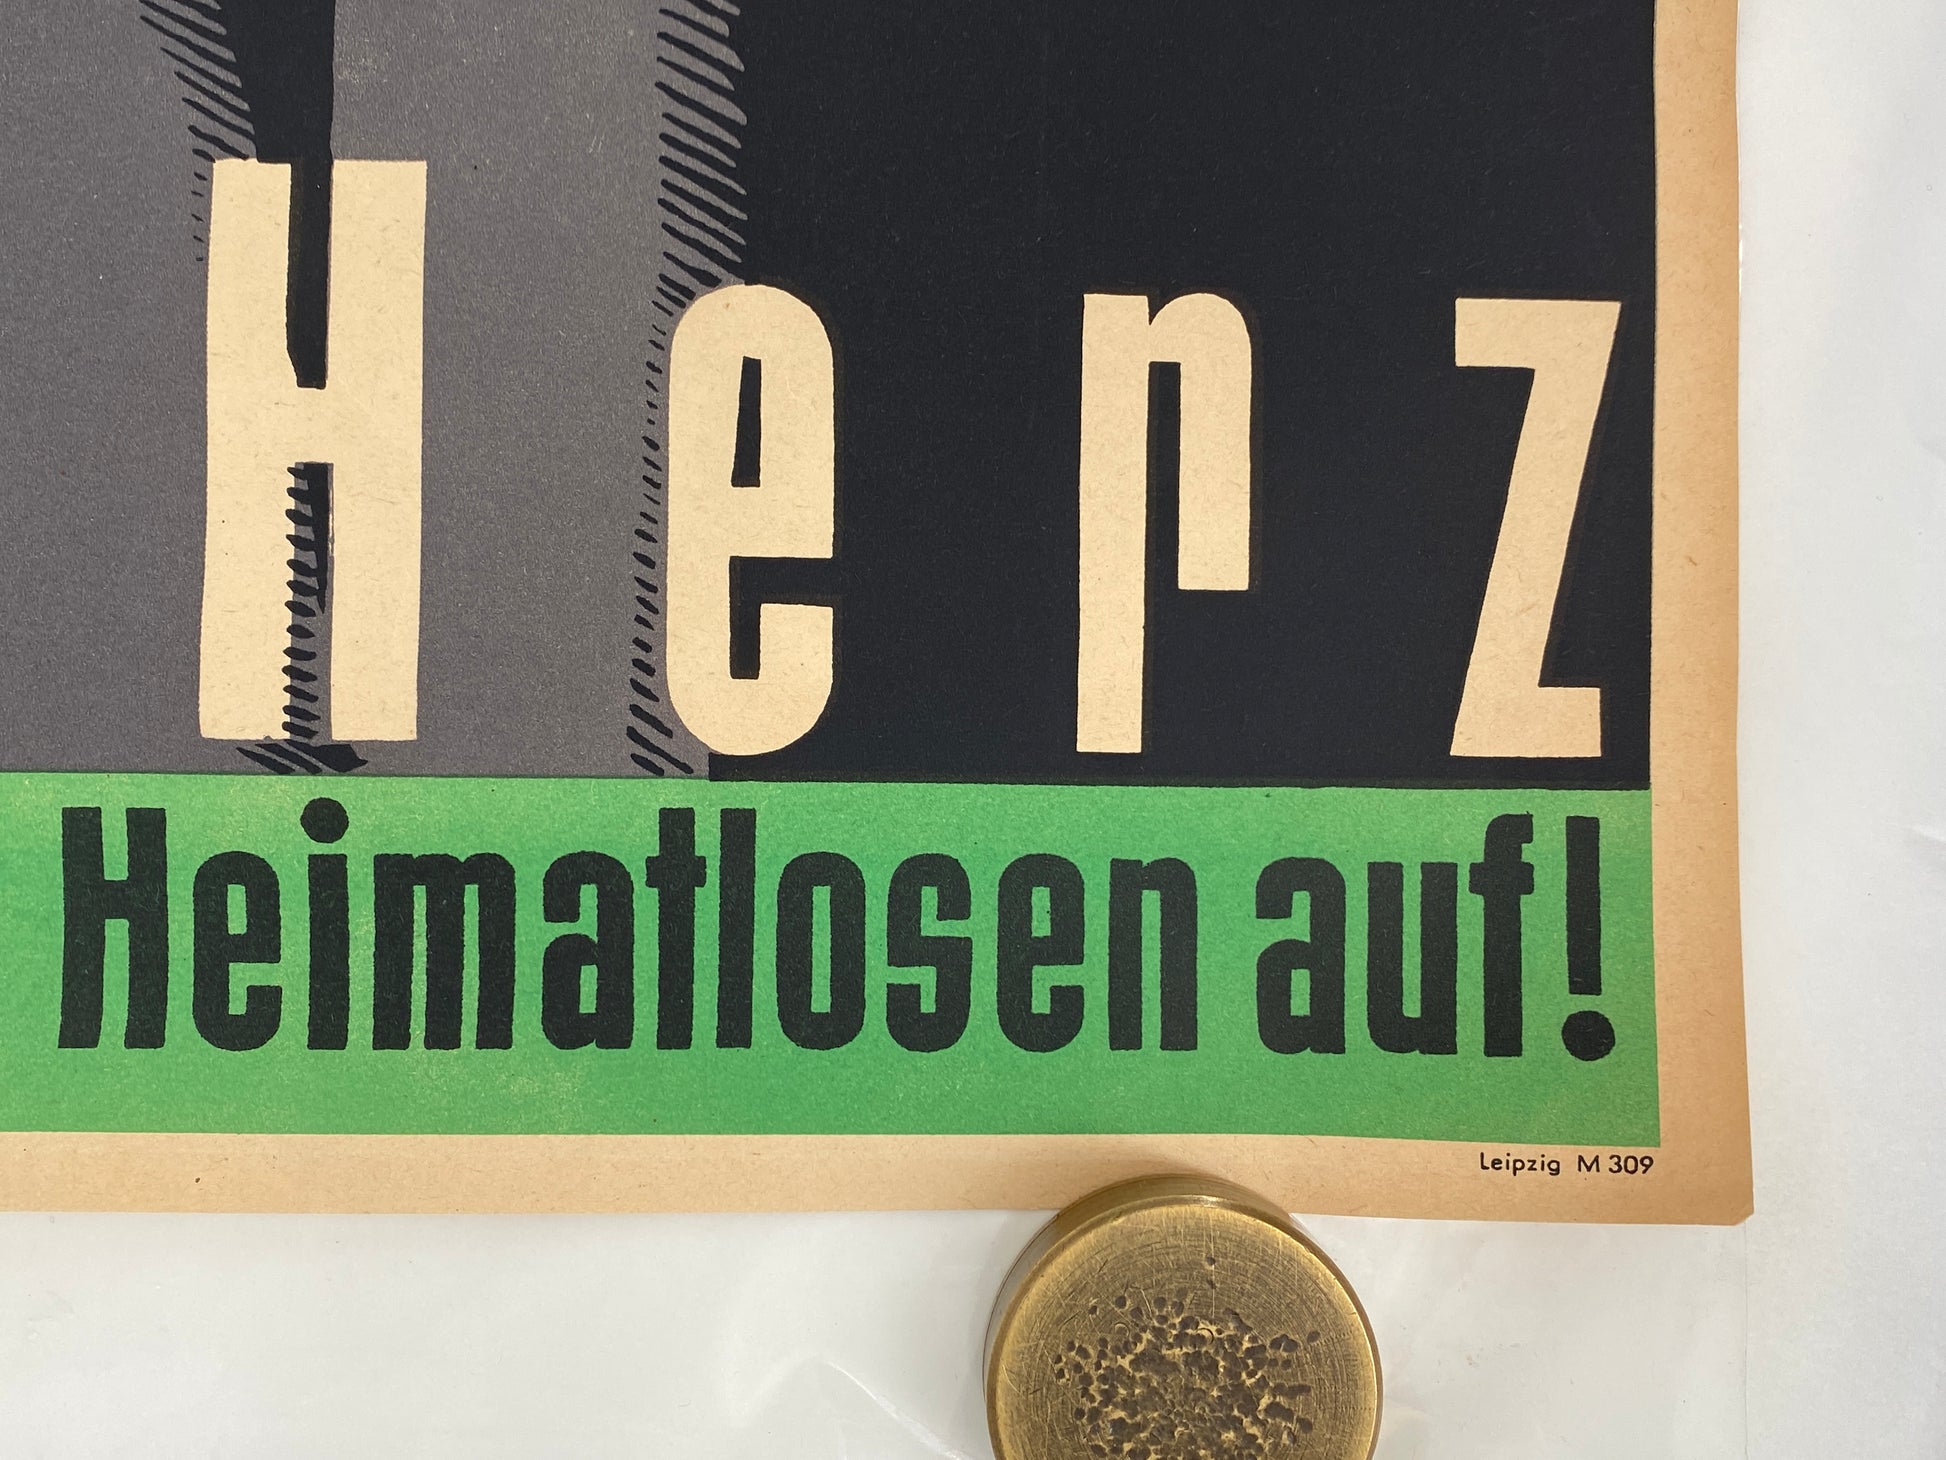 Herz
Heimatlosen auf!
Leipzig M 309